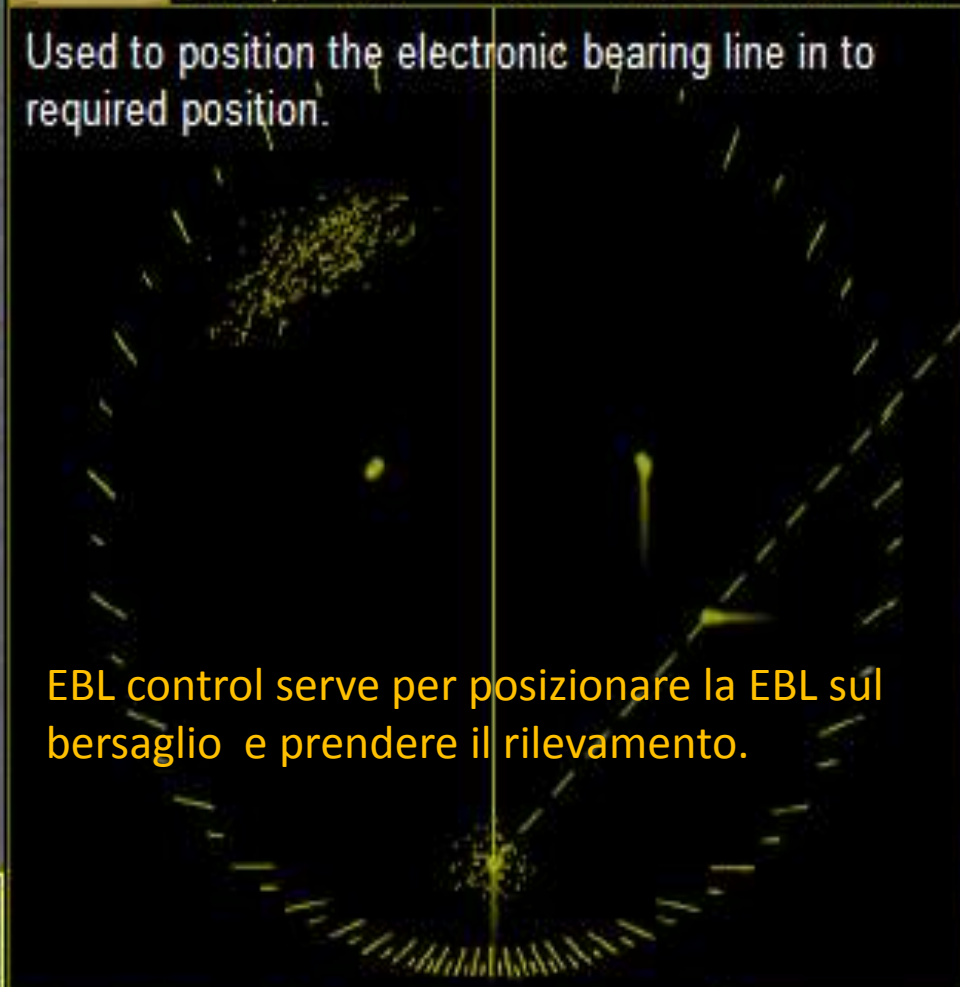 Used to position the electronic bearing line in to
required position.
EBL control serve per posizionare la EBL sul
bersaglio e prendere il rilevamento.